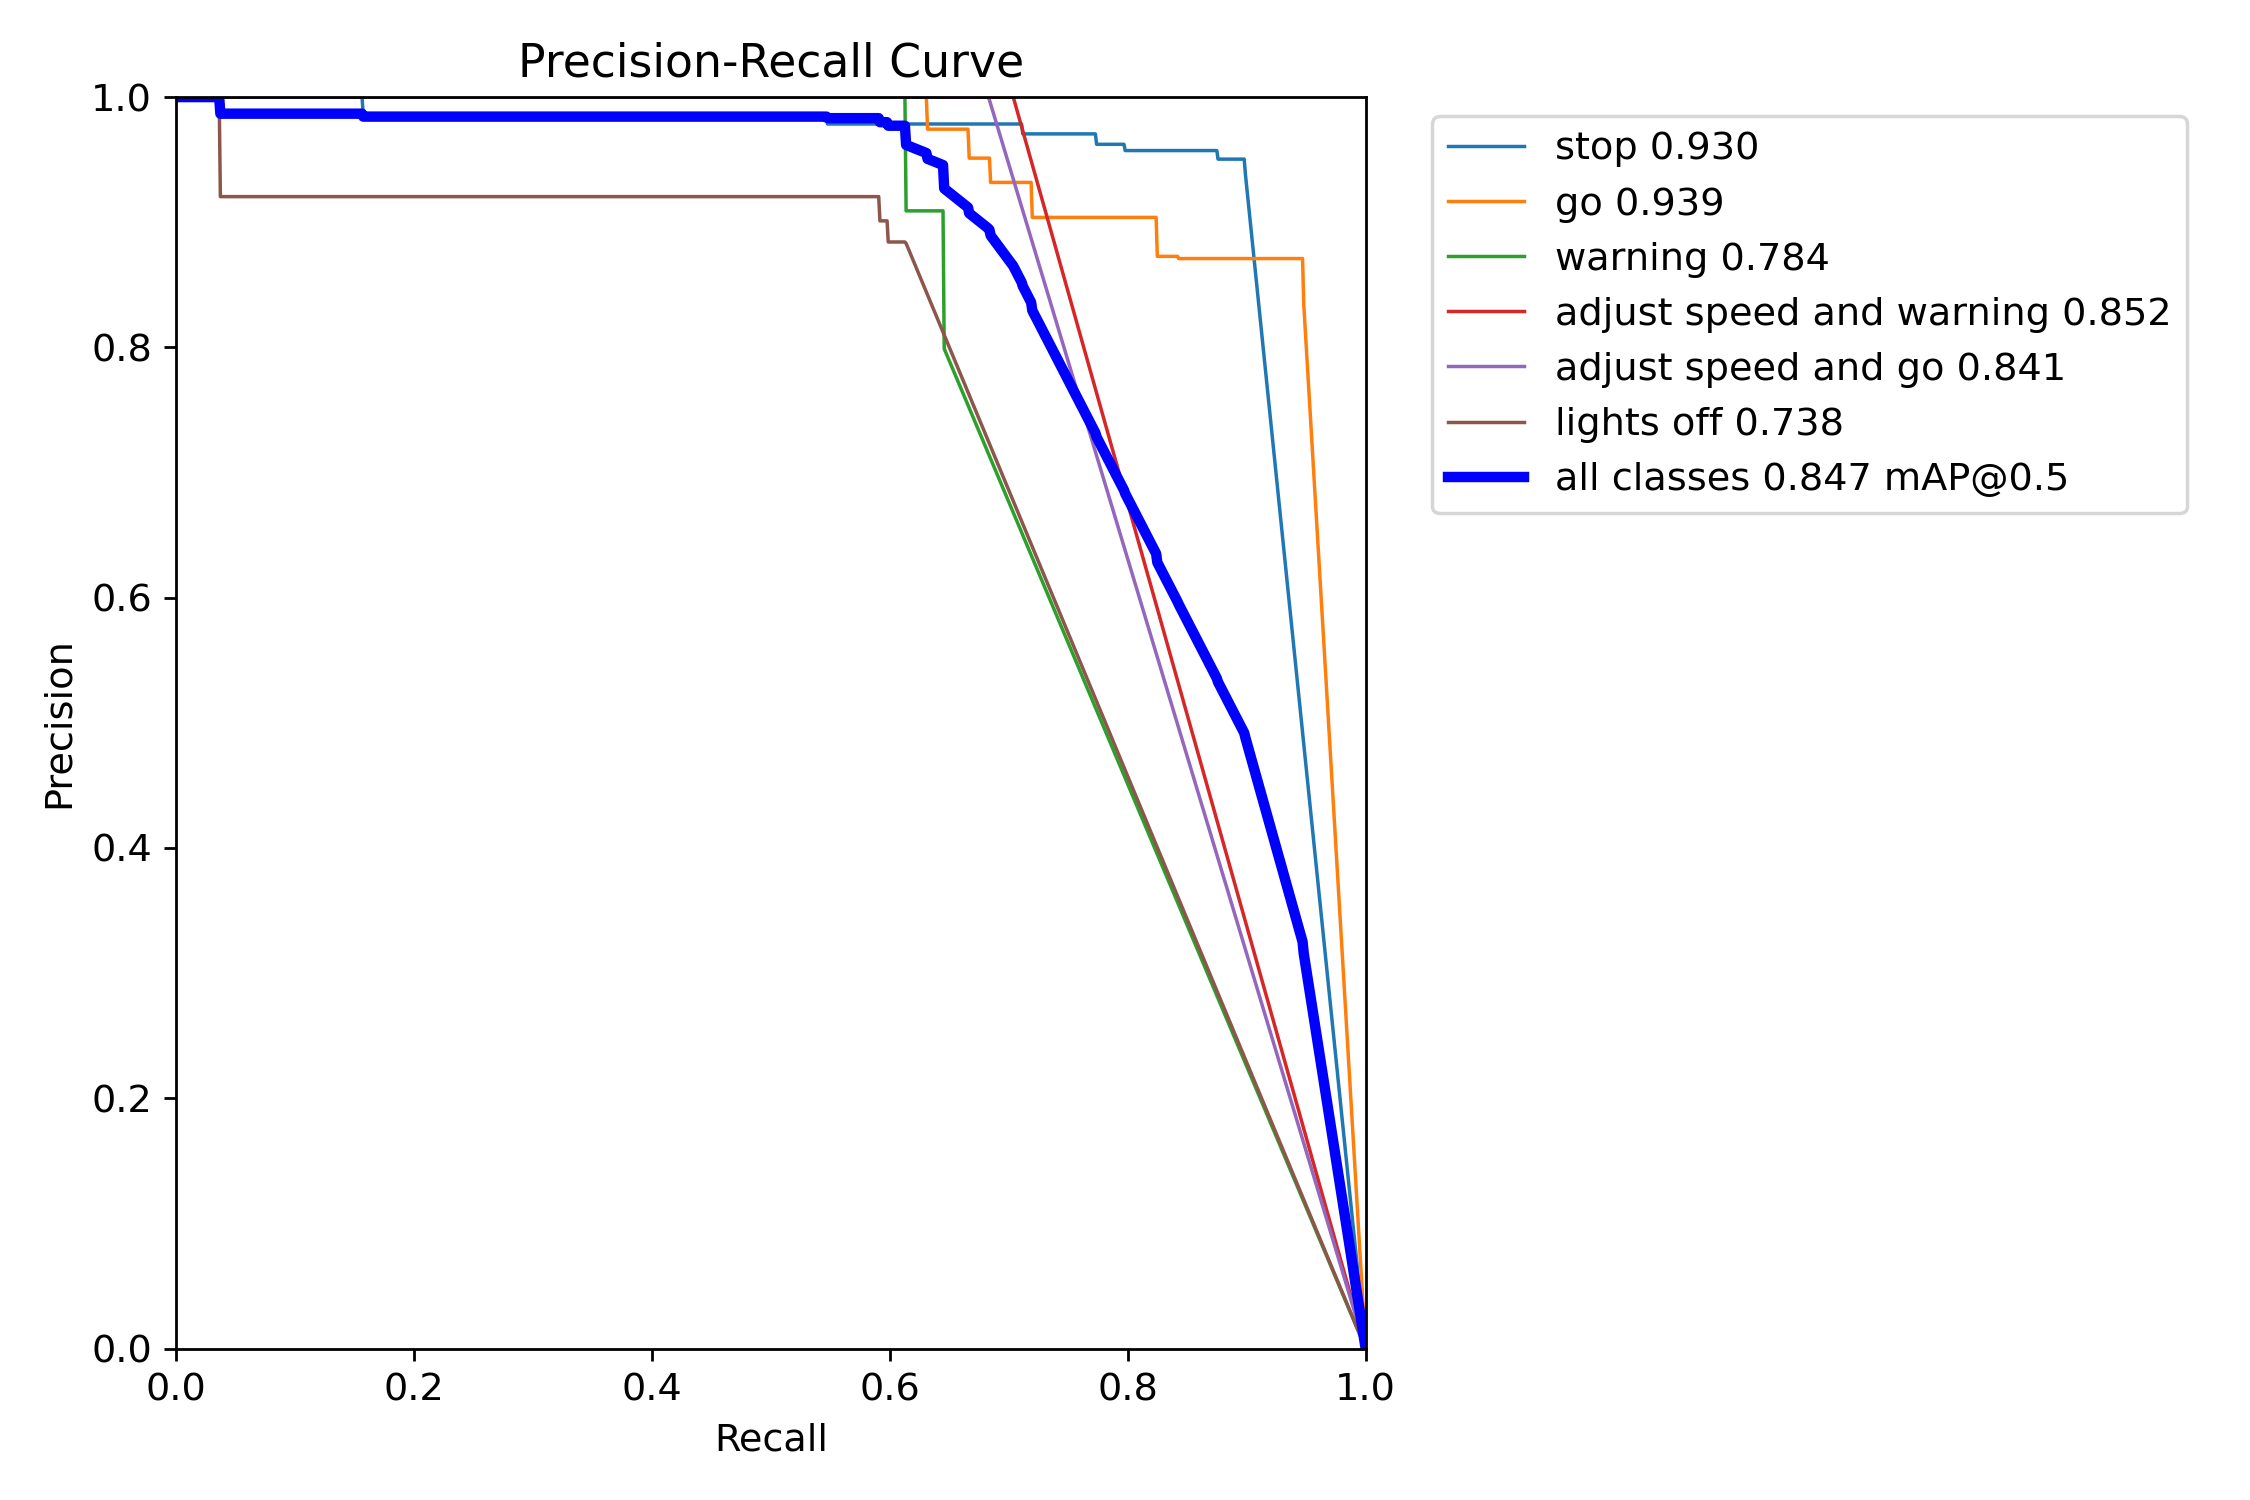 Precision-Recall Curve
1.0
0.8
0.6
0.4
0.2
0.0
Precision
0.0 0.2 0.4 0.6 0.8 1.0
Recall
stop 0.930
go 0.939
warning 0.784
adjust speed and warning 0.852
adjust speed and go 0.841
lights off 0.738
all classes 0.847 mAP@0.5